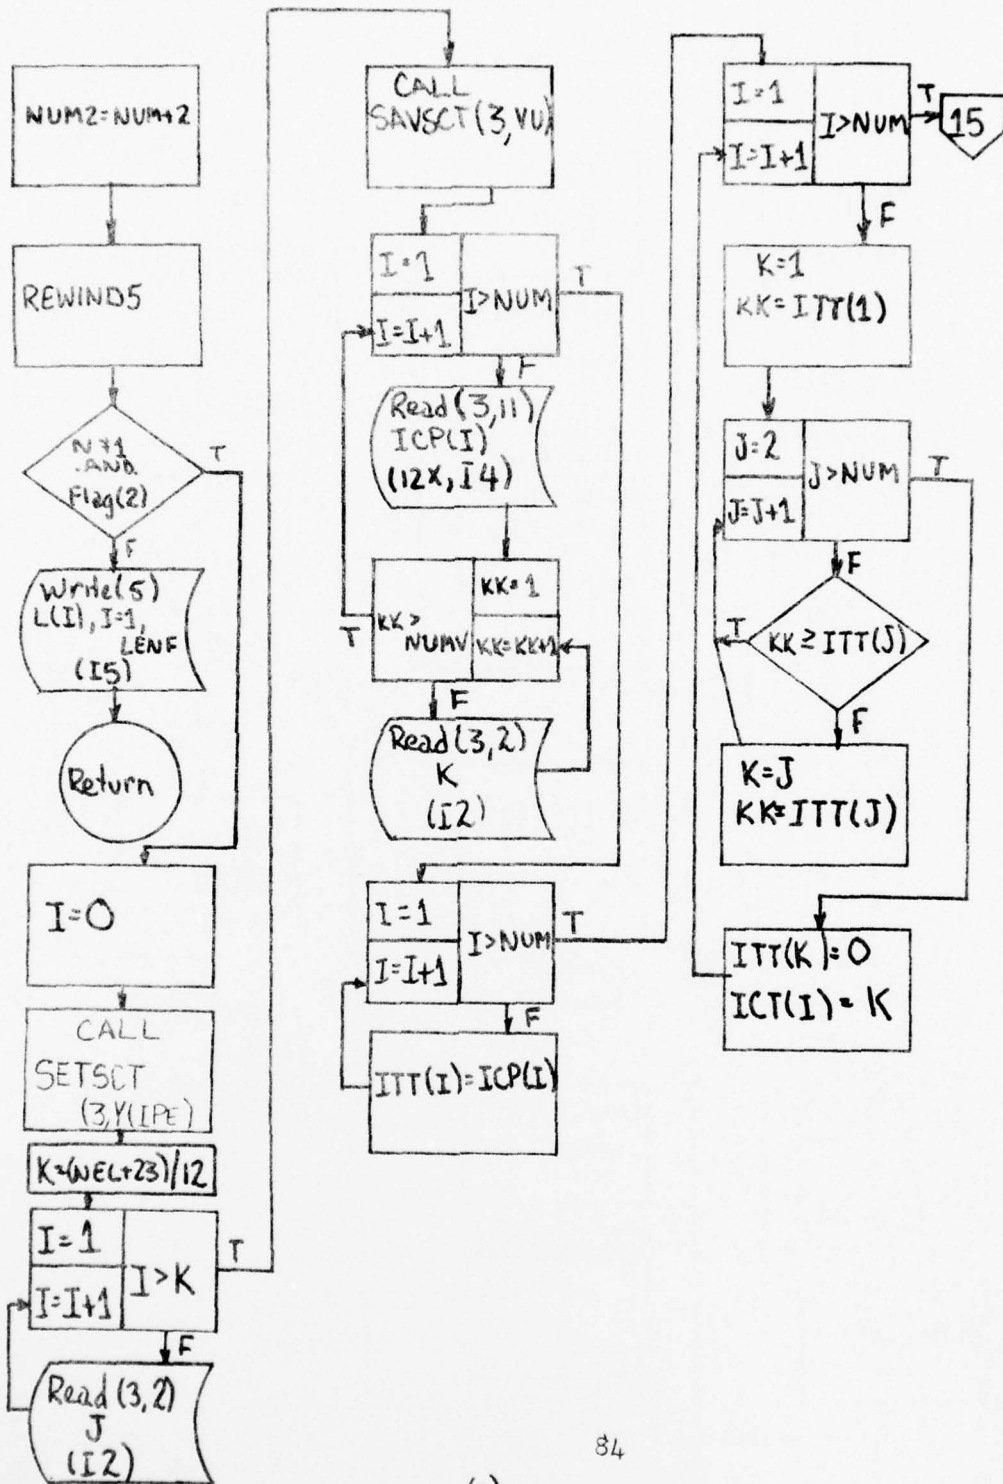 NUM2=NUM+2
REWIND5
.AND.
Flag(2)
T
F
Write(5)
L(I), I=1,
LENF
(I5)
Return
I=0
CALL
SETSCT
(3,Y(IPE)
K=(NEL+23)/12
I=1
I=I+1
I>K
T
F
Read(3,2)
J
(I2)
CALL
SAVSCT(3,VU)
I=1
I=I+1
I>NUM
T
F
Read(3,11)
ICP(I)
(12X,I4)
KK=1
KK>
NUMV
KK=KK+1
T
F
Read(3,2)
K
(I2)
I=1
I=I+1
I>NUM
T
F
ITT(I)=ICP(I)
I=1
I=I+1
I>NUM
T
15
F
K=1
KK=ITT(1)
J=2
J=J+1
J>NUM
T
F
T
KK≥ITT(J)
F
K=J
KK=ITT(J)
ITT(K)=0
ICT(I)=K
84